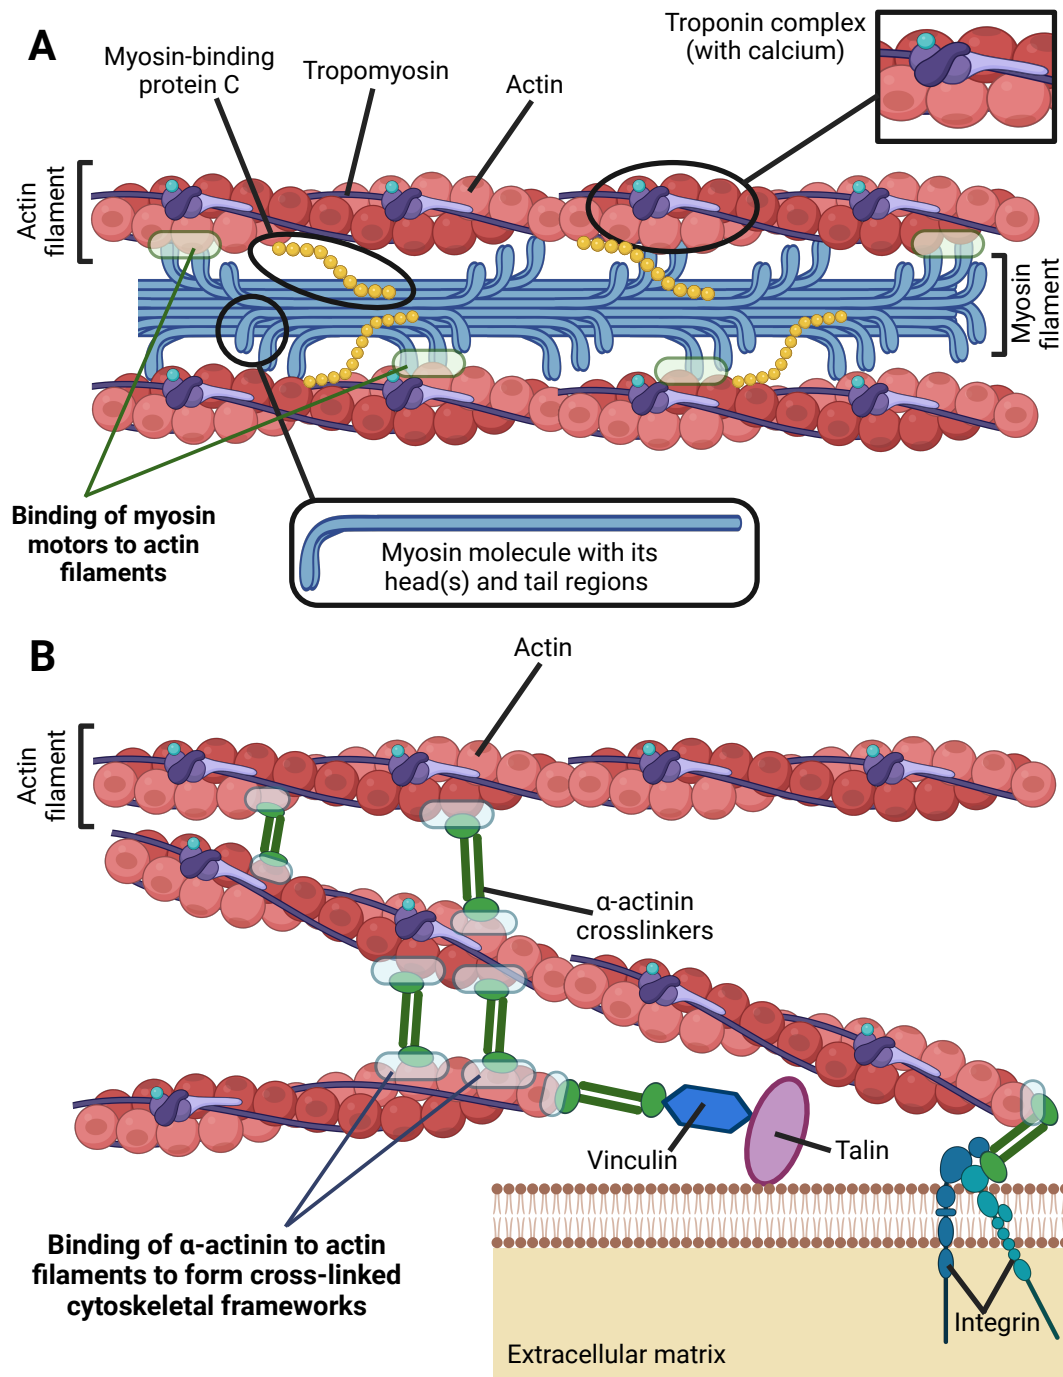 A
Myosin-binding
protein C
Tropomyosin
Actin
Troponin complex
(with calcium)
Actin
filament
Myosin
filament
Binding of myosin
motors to actin
filaments
Myosin molecule with its
head(s) and tail regions
B
Actin
Actin
filament
α-actinin
crosslinkers
Vinculin
Talin
Binding of α-actinin to actin
filaments to form cross-linked
cytoskeletal frameworks
Integrin
Extracellular matrix